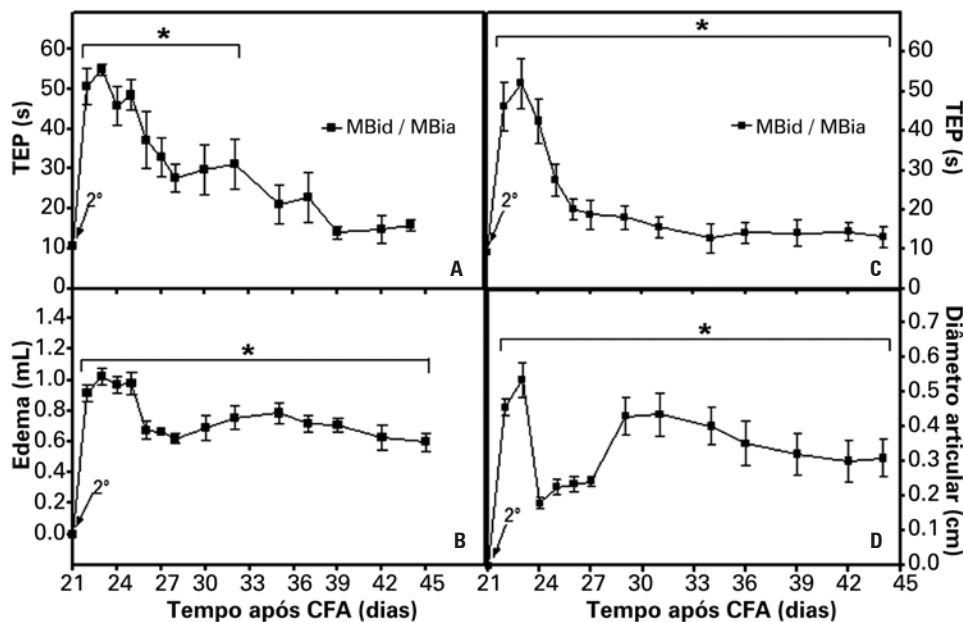 *
60
50
40
30
20
10
0
TEP (s)
MBid / MBia
2°
A
*
60
50
40
30
20
10
0
TEP (s)
MBid / MBia
2°
C
*
1.4
1.2
1.0
0.8
0.6
0.4
0.2
0.0
Edema (mL)
2°
B
21 24 27 30 33 36 39 42 45
Tempo após CFA (dias)
*
0.7
0.6
0.5
0.4
0.3
0.2
0.1
0.0
Diâmetro articular (cm)
2°
D
21 24 27 30 33 36 39 42 45
Tempo após CFA (dias)